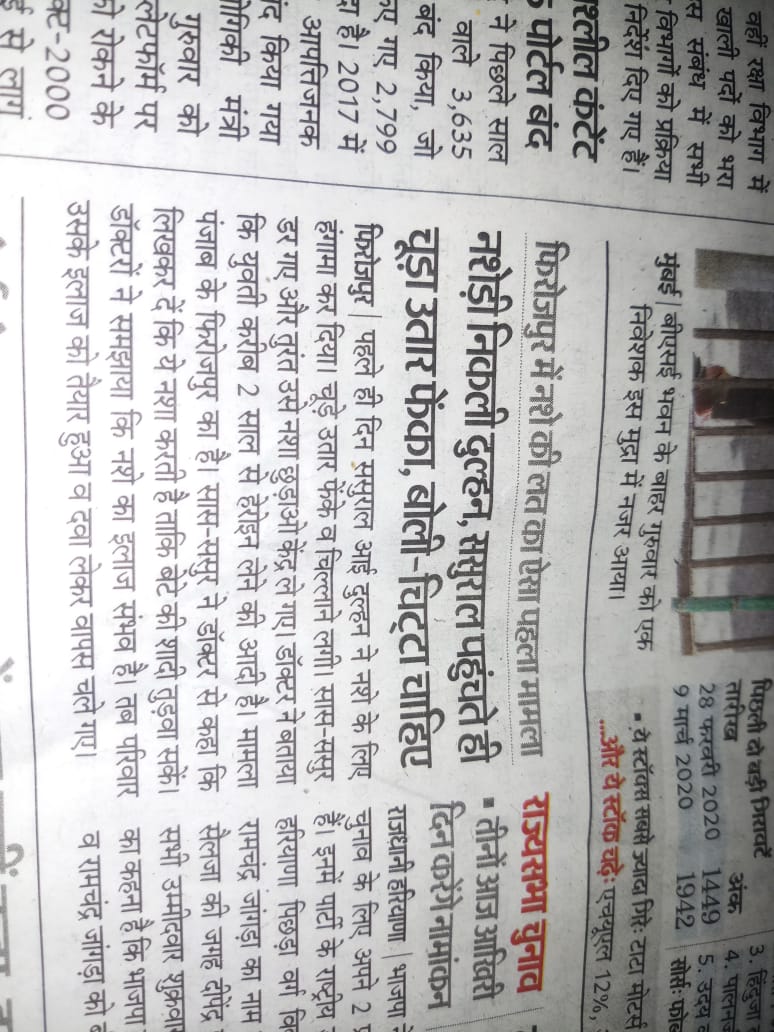 वहीं रक्षा विभाग में
खाली पदों को भरा
संबंध में सभी
विभागों को प्रक्रिया
निर्देश दिए गए हैं।
श्लील कंटेंट
पोर्टल बंद
ने पिछले साल
वाले 3,635
बंद किया, जो
गए 2,799
है। 2017 में
आपत्तिजनक
किया गया
मंत्री
गुरुवार को
पर
क्ट-2000
रोकने के
से लागू
मुंबई | बीएसई भवन के बाहर गुरुवार को एक
निवेशक इस मुद्रा में नजर आया।
फिरोजपुर में नशे की लत का ऐसा पहला मामला
नशेड़ी निकली दुल्हन, ससुराल पहुंचते ही
चूड़ा उतार फेंका, बोली- चिट्टा चाहिए
फिरोजपुर | पहले ही दिन ससुराल आई दुल्हन ने नशे के लिए
हंगामा कर दिया। चूड़े उतार फेंके व चिल्लाने लगी। सास-ससुर
डर गए और तुरंत उसे नशा छुड़ाओ केंद्र ले गए। डॉक्टर ने बताया
कि युवती करीब 2 साल से हेरोइन लेने की आदी है। मामला
पंजाब के फिरोजपुर का है। सास-ससुर ने डॉक्टर से कहा कि
लिखकर दें कि ये नशा करती है ताकि बेटे की शादी तुड़वा सकें।
डॉक्टरों ने समझाया कि नशे का इलाज संभव है। तब परिवार
उसके इलाज को तैयार हुआ व दवा लेकर वापस चले गए।
पिछली दो बड़ी गिरावटें
तारीख अंक
28 फरवरी 2020 1449
9 मार्च 2020 1942
▪ ये स्टॉक्स सबसे ज्यादा गिरे: टाटा मोटर्स
...और ये स्टॉक चढ़े: एचयूएल 12%,
3. हिंदुजा
4. पालन
5. उदय
सोर्स:
राज्यसभा चुनाव
▪ तीनों आज आखिरी
दिन करेंगे नामांकन
राजधानी हरियाणा | भाजपा ने
चुनाव के लिए अपने 2
हैं। इनमें पार्टी के राष्ट्रीय
हरियाणा पिछड़ा वर्ग
रामचंद्र जांगड़ा का नाम
सैलजा की जगह दीपेंद्र
सभी उम्मीदवार शुक्रवार
का कहना है कि भाजपा
व रामचंद्र जांगड़ा को